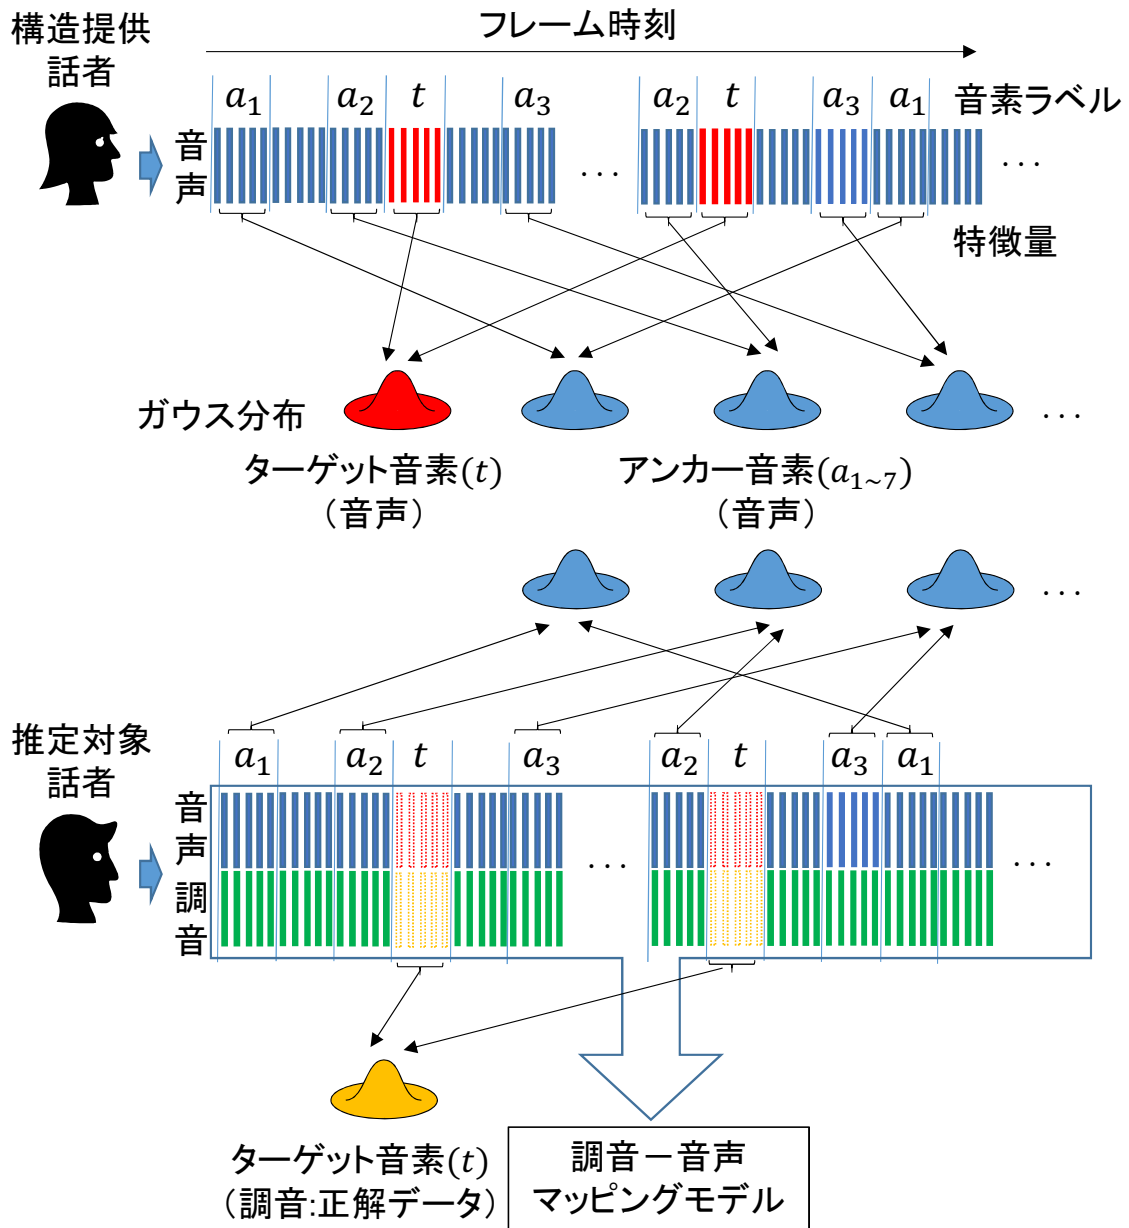 構造提供
話者
フレーム時刻
a₁ a₂ t a₃ a₂ t a₃ a₁ 音素ラベル
音
声
...
...
特徴量
ガウス分布
...
ターゲット音素(t)
(音声)
アンカー音素(a₁~₇)
(音声)
...
推定対象
話者
a₁ a₂ t a₃ a₂ t a₃ a₁
音
声
調
音
...
...
ターゲット音素(t)
(調音:正解データ)
調音－音声
マッピングモデル